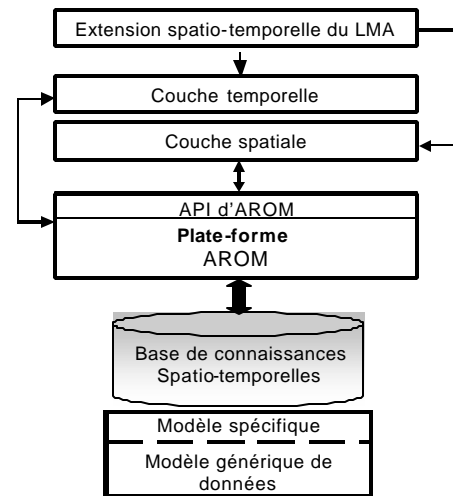 Extension spatio-temporelle du LMA
Couche temporelle
Couche spatiale
API d'AROM
Plate-forme
AROM
Base de connaissances
Spatio-temporelles
Modèle spécifique
Modèle générique de
données